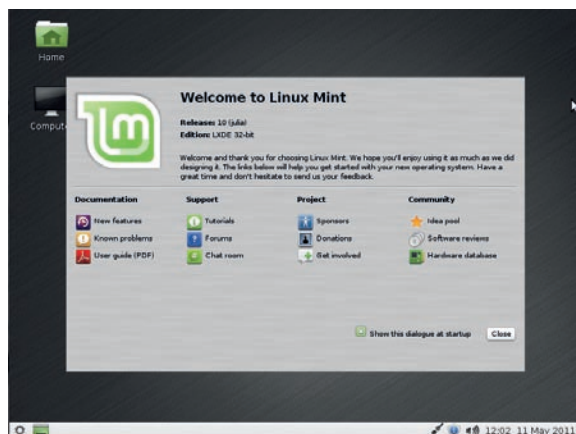 Home
Computer
Welcome to Linux Mint
Release: 10 (julia)
Edition: LXDE 32-bit
Welcome and thank you for choosing Linux Mint. We hope you'll enjoy using it as much as we did
designing it. The links below will help you get started with your new operating system. Have a
great time and don't hesitate to send us your feedback.
Documentation Support Project Community
New features Tutorials Sponsors Idea pool
Known problems Forums Donations Software reviews
User guide (PDF) Chat room Get involved Hardware database
Show this dialogue at startup Close
12:02 11 May 2011